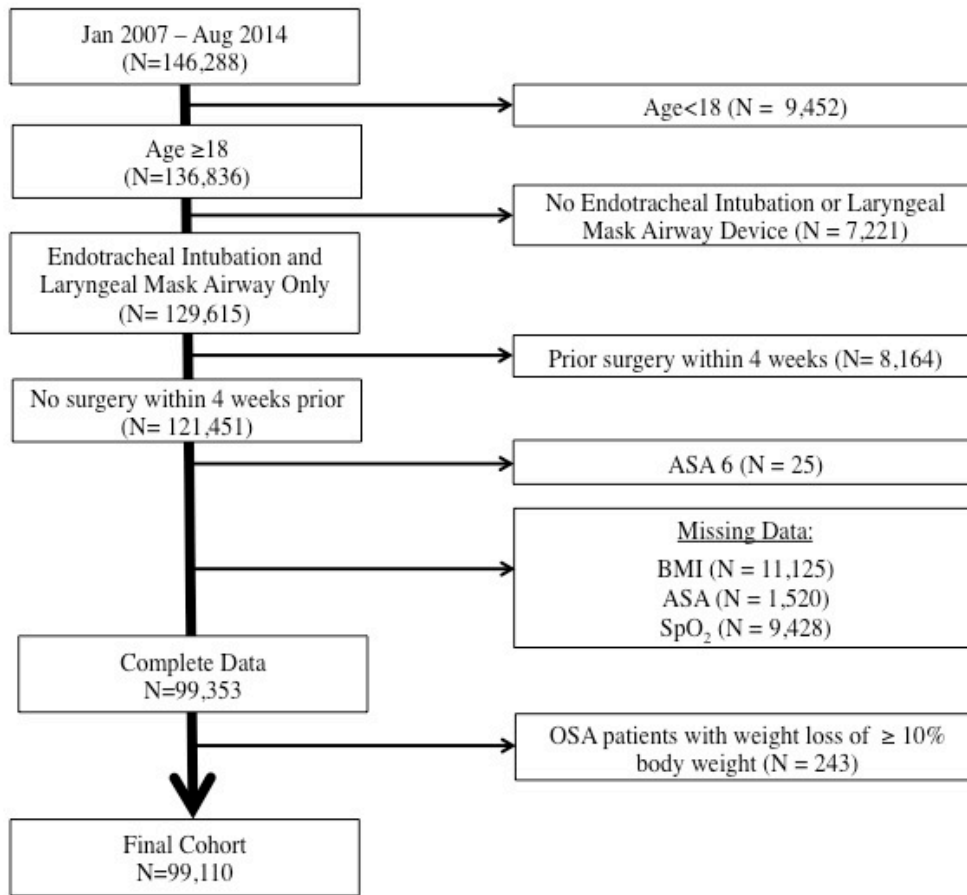 Jan 2007 – Aug 2014
(N=146,288)
Age<18 (N =  9,452)
Age ≥18
(N=136,836)
No Endotracheal Intubation or Laryngeal
Mask Airway Device (N = 7,221)
Endotracheal Intubation and
Laryngeal Mask Airway Only
(N= 129,615)
Prior surgery within 4 weeks (N= 8,164)
No surgery within 4 weeks prior
(N= 121,451)
ASA 6 (N = 25)
Missing Data:
BMI (N = 11,125)
ASA (N = 1,520)
SpO₂ (N = 9,428)
Complete Data
N=99,353
OSA patients with weight loss of  ≥ 10%
body weight (N = 243)
Final Cohort
N=99,110